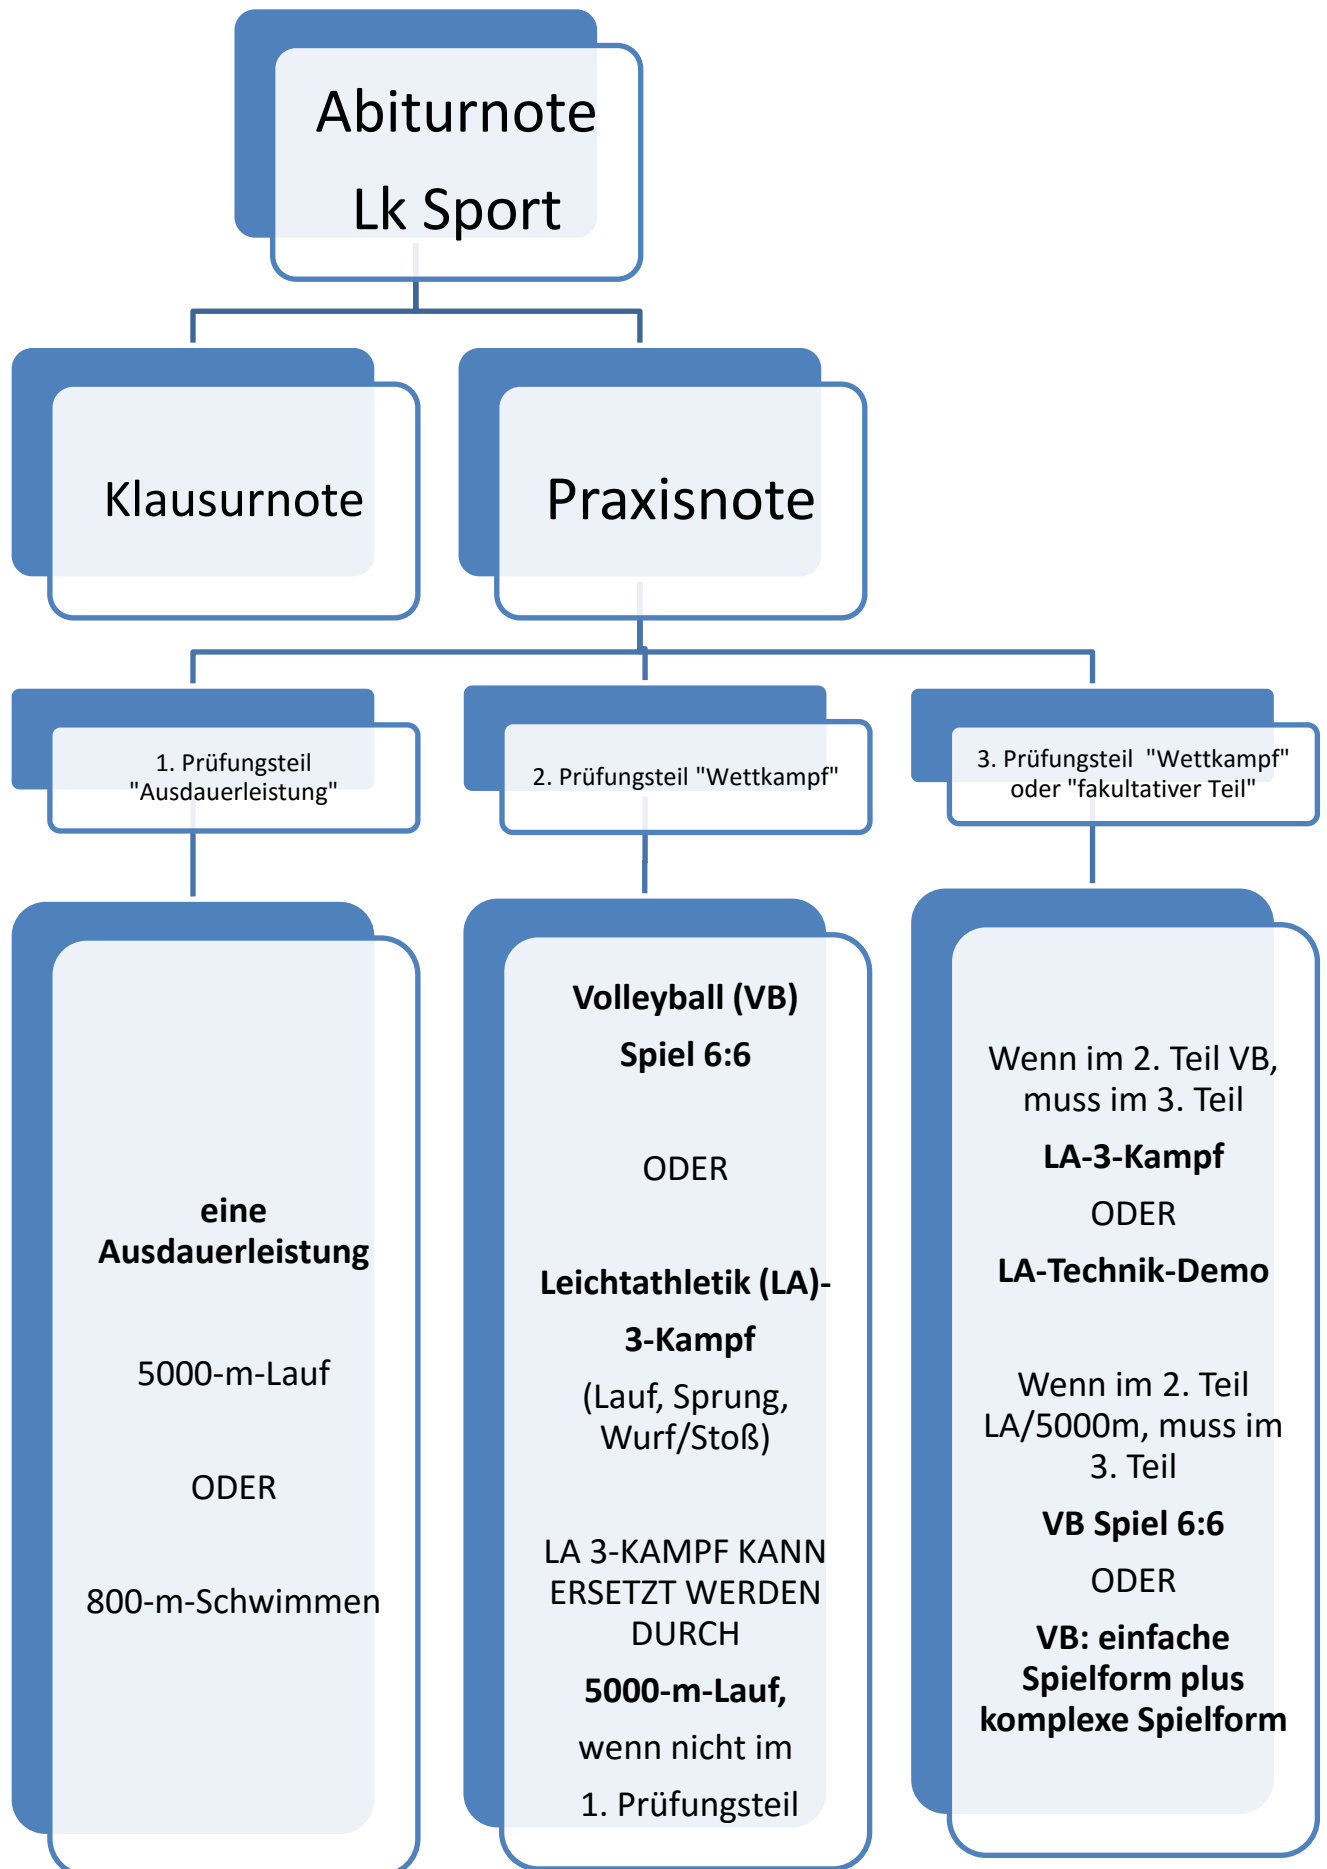 Abiturnote
Lk Sport
Klausurnote
Praxisnote
1. Prüfungsteil
"Ausdauerleistung"
2. Prüfungsteil "Wettkampf"
3. Prüfungsteil "Wettkampf"
oder "fakultativer Teil"
eine
Ausdauerleistung
5000-m-Lauf
ODER
800-m-Schwimmen
Volleyball (VB)
Spiel 6:6
ODER
Leichtathletik (LA)-
3-Kampf
(Lauf, Sprung,
Wurf/Stoß)
LA 3-KAMPF KANN
ERSETZT WERDEN
DURCH
5000-m-Lauf,
wenn nicht im
1. Prüfungsteil
Wenn im 2. Teil VB,
muss im 3. Teil
LA-3-Kampf
ODER
LA-Technik-Demo
Wenn im 2. Teil
LA/5000m, muss im
3. Teil
VB Spiel 6:6
ODER
VB: einfache
Spielform plus
komplexe Spielform